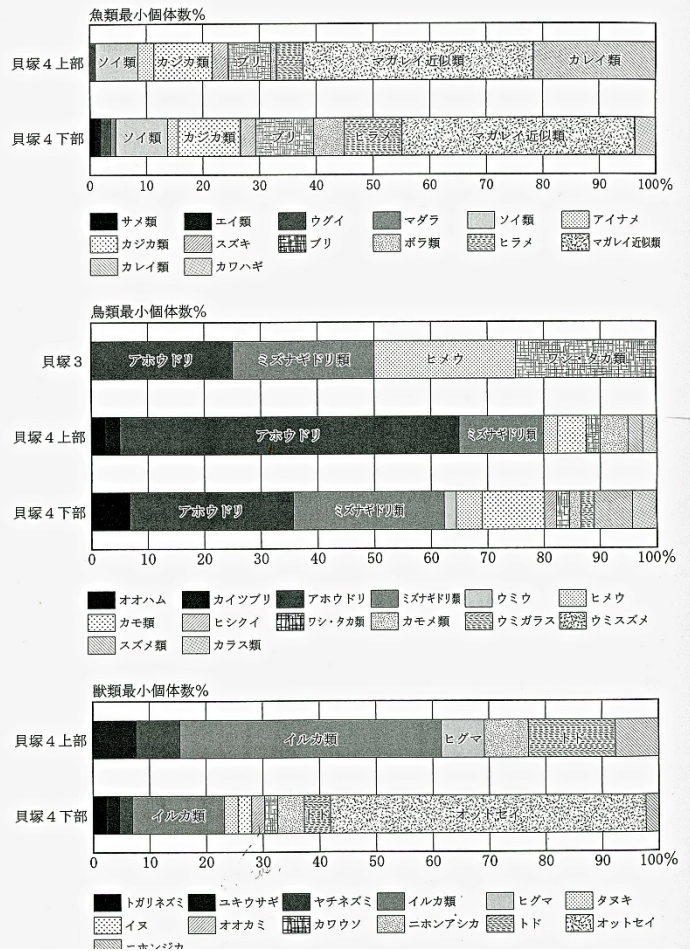 魚類最小個体数%
貝塚4上部 ソイ類 カジカ類 ブリ マガレイ近似類 カレイ類
貝塚4下部 ソイ類 カジカ類 ブリ ヒラメ マガレイ近似類
0 10 20 30 40 50 60 70 80 90 100%
サメ類 エイ類 ウグイ マダラ ソイ類 アイナメ
カジカ類 スズキ ブリ ボラ類 ヒラメ マガレイ近似類
カレイ類 カワハギ
鳥類最小個体数%
貝塚3 アホウドリ ミズナギドリ類 ヒメウ ワシ・タカ類
貝塚4上部 アホウドリ ミズナギドリ類
貝塚4下部 アホウドリ ミズナギドリ類
0 10 20 30 40 50 60 70 80 90 100%
オオハム カイツブリ アホウドリ ミズナギドリ類 ウミウ ヒメウ
カモ類 ヒシクイ ワシ・タカ類 カモメ類 ウミガラス ウミスズメ
スズメ類 カラス類
獣類最小個体数%
貝塚4上部 イルカ類 ヒグマ トド
貝塚4下部 イルカ類 トド オットセイ
0 10 20 30 40 50 60 70 80 90 100%
トガリネズミ ユキウサギ ヤチネズミ イルカ類 ヒグマ タヌキ
イヌ オオカミ カワウソ ニホンアシカ トド オットセイ
ニホンジカ